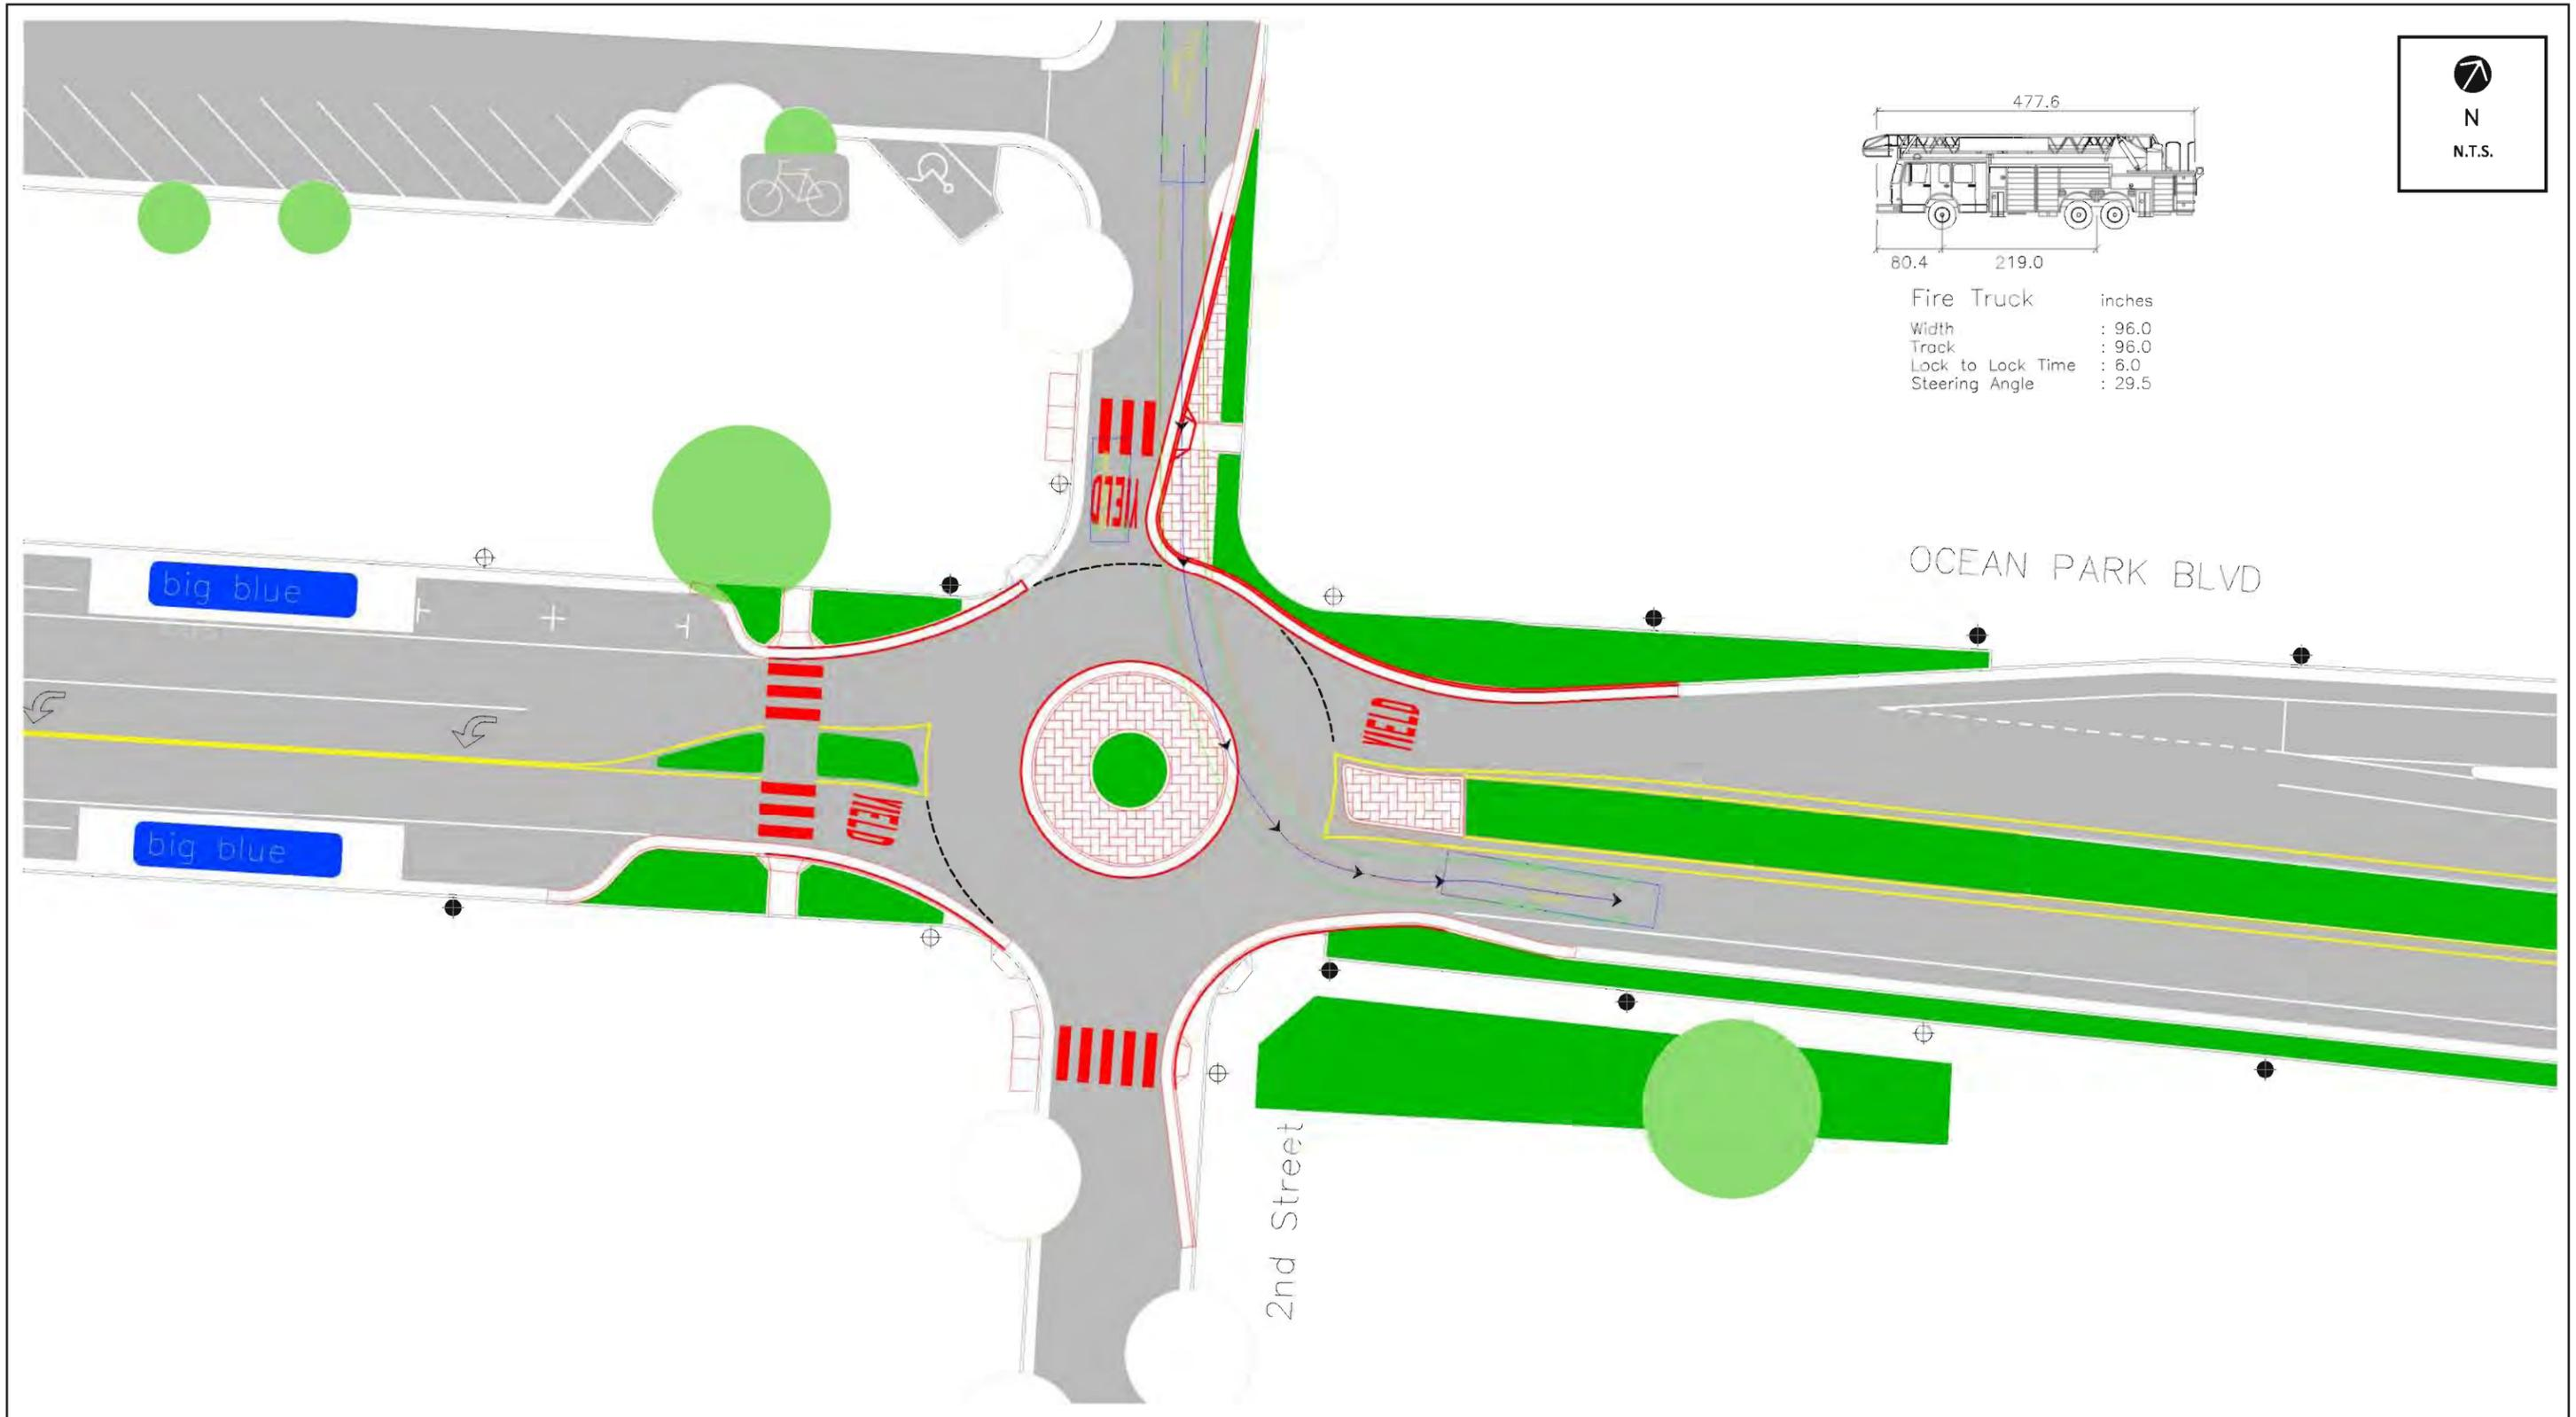 477.6
N
N.T.S.
80.4
219.0
Fire Truck inches
Width : 96.0
Track : 96.0
Lock to Lock Time : 6.0
Steering Angle : 29.5
YIELD
OCEAN PARK BLVD
big blue
YIELD
YIELD
big blue
2nd Street